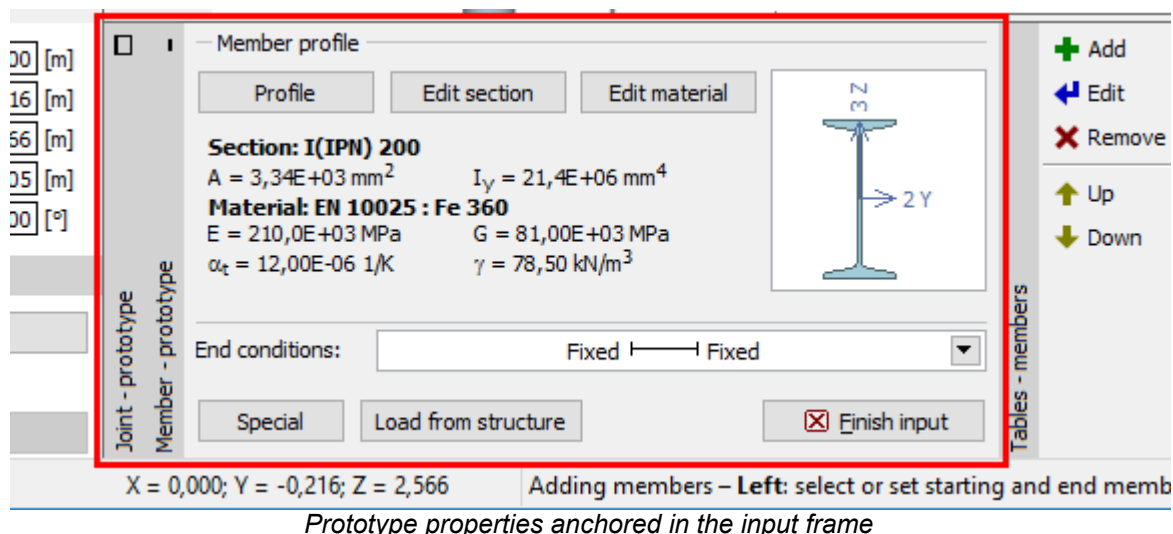 00 [m]
16 [m]
66 [m]
05 [m]
00 [°]
Joint - prototype
Member - prototype
Member profile
Profile
Edit section
Edit material
Section: I(IPN) 200
A = 3,34E+03 mm² I_y = 21,4E+06 mm⁴
Material: EN 10025 : Fe 360
E = 210,0E+03 MPa G = 81,00E+03 MPa
α_t = 12,00E-06 1/K γ = 78,50 kN/m³
3 Z
2 Y
End conditions:
Fixed Fixed
Special
Load from structure
Finish input
Tables - members
Add
Edit
Remove
Up
Down
X = 0,000; Y = -0,216; Z = 2,566
Adding members – Left: select or set starting and end memb
Prototype properties anchored in the input frame